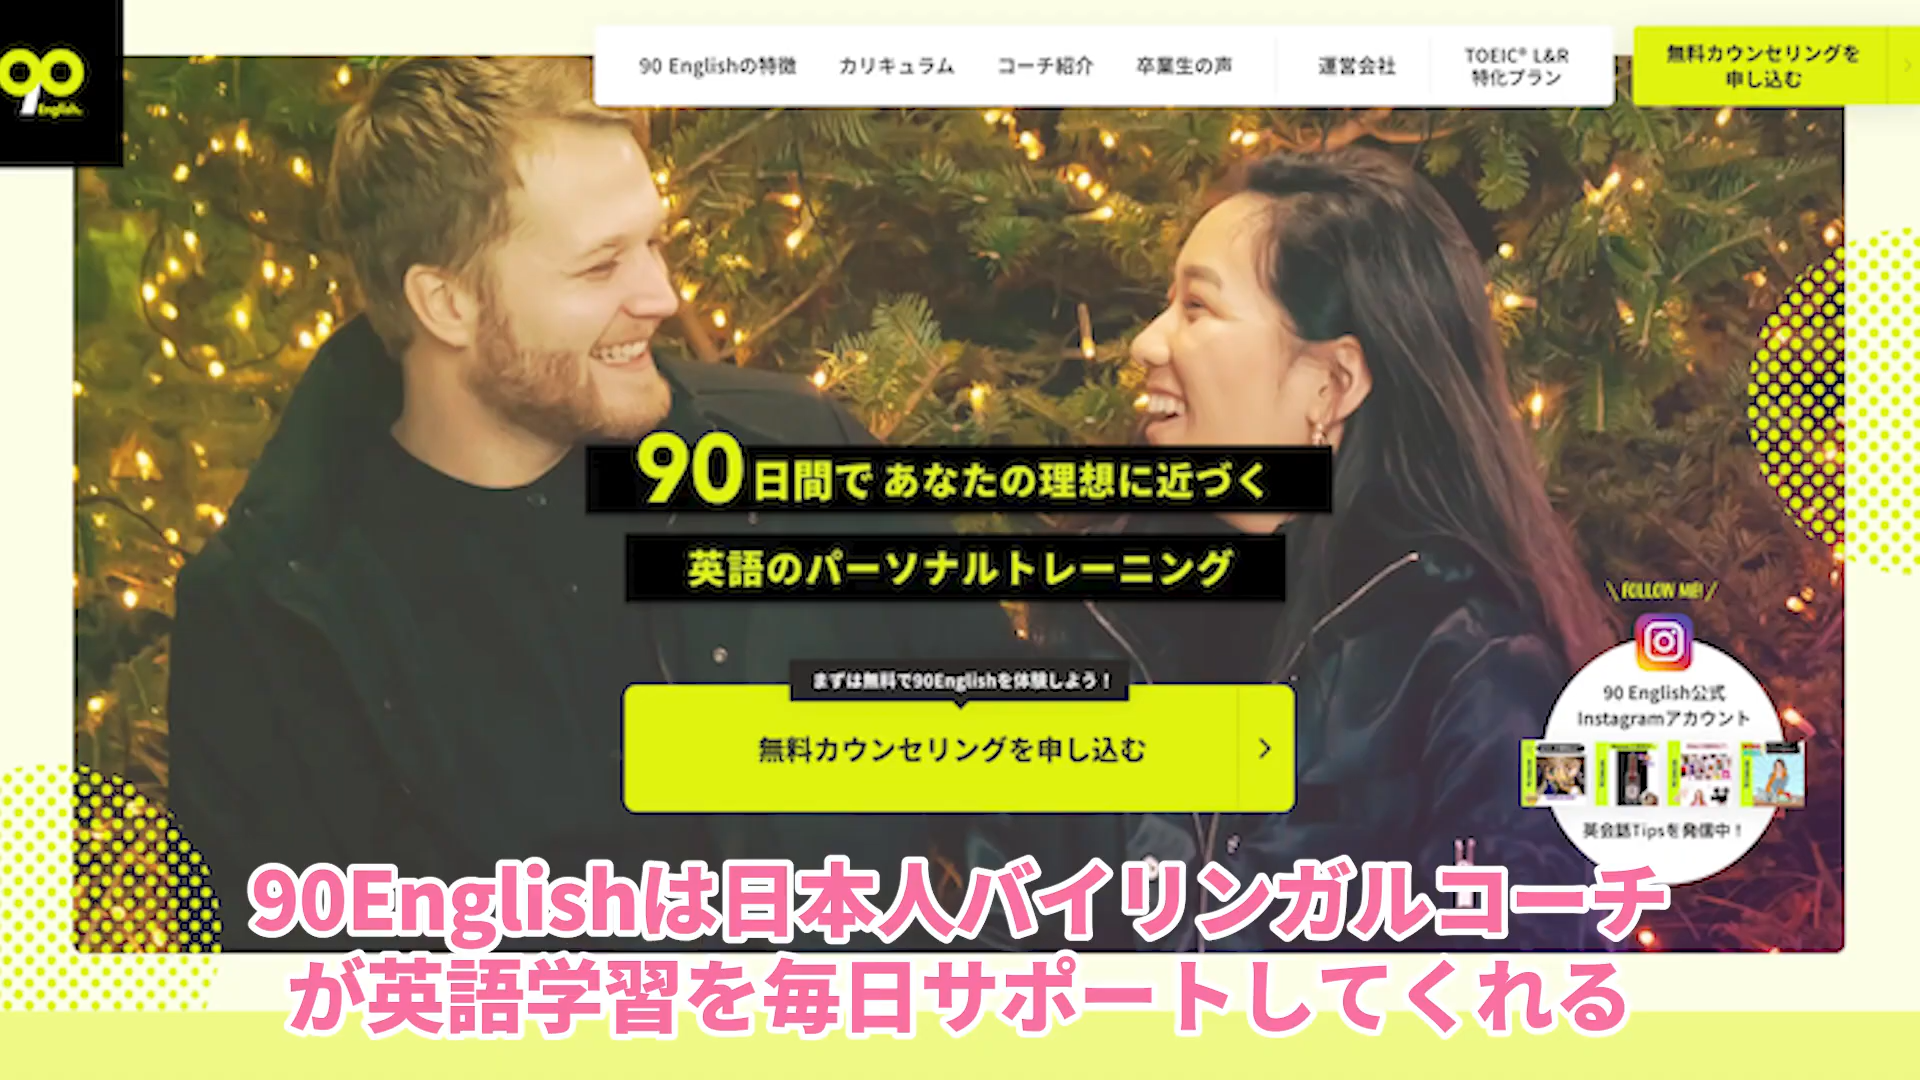 90
English.
90 Englishの特徴
カリキュラム
コーチ紹介
卒業生の声
運営会社
TOEIC® L&R
特化プラン
無料カウンセリングを
申し込む
90日間で あなたの理想に近づく
英語のパーソナルトレーニング
まずは無料で90Englishを体験しよう!
無料カウンセリングを申し込む
\ FOLLOW ME! /
90 English公式
Instagramアカウント
英会話Tipsを発信中!
90Englishは日本人バイリンガルコーチ
が英語学習を毎日サポートしてくれる